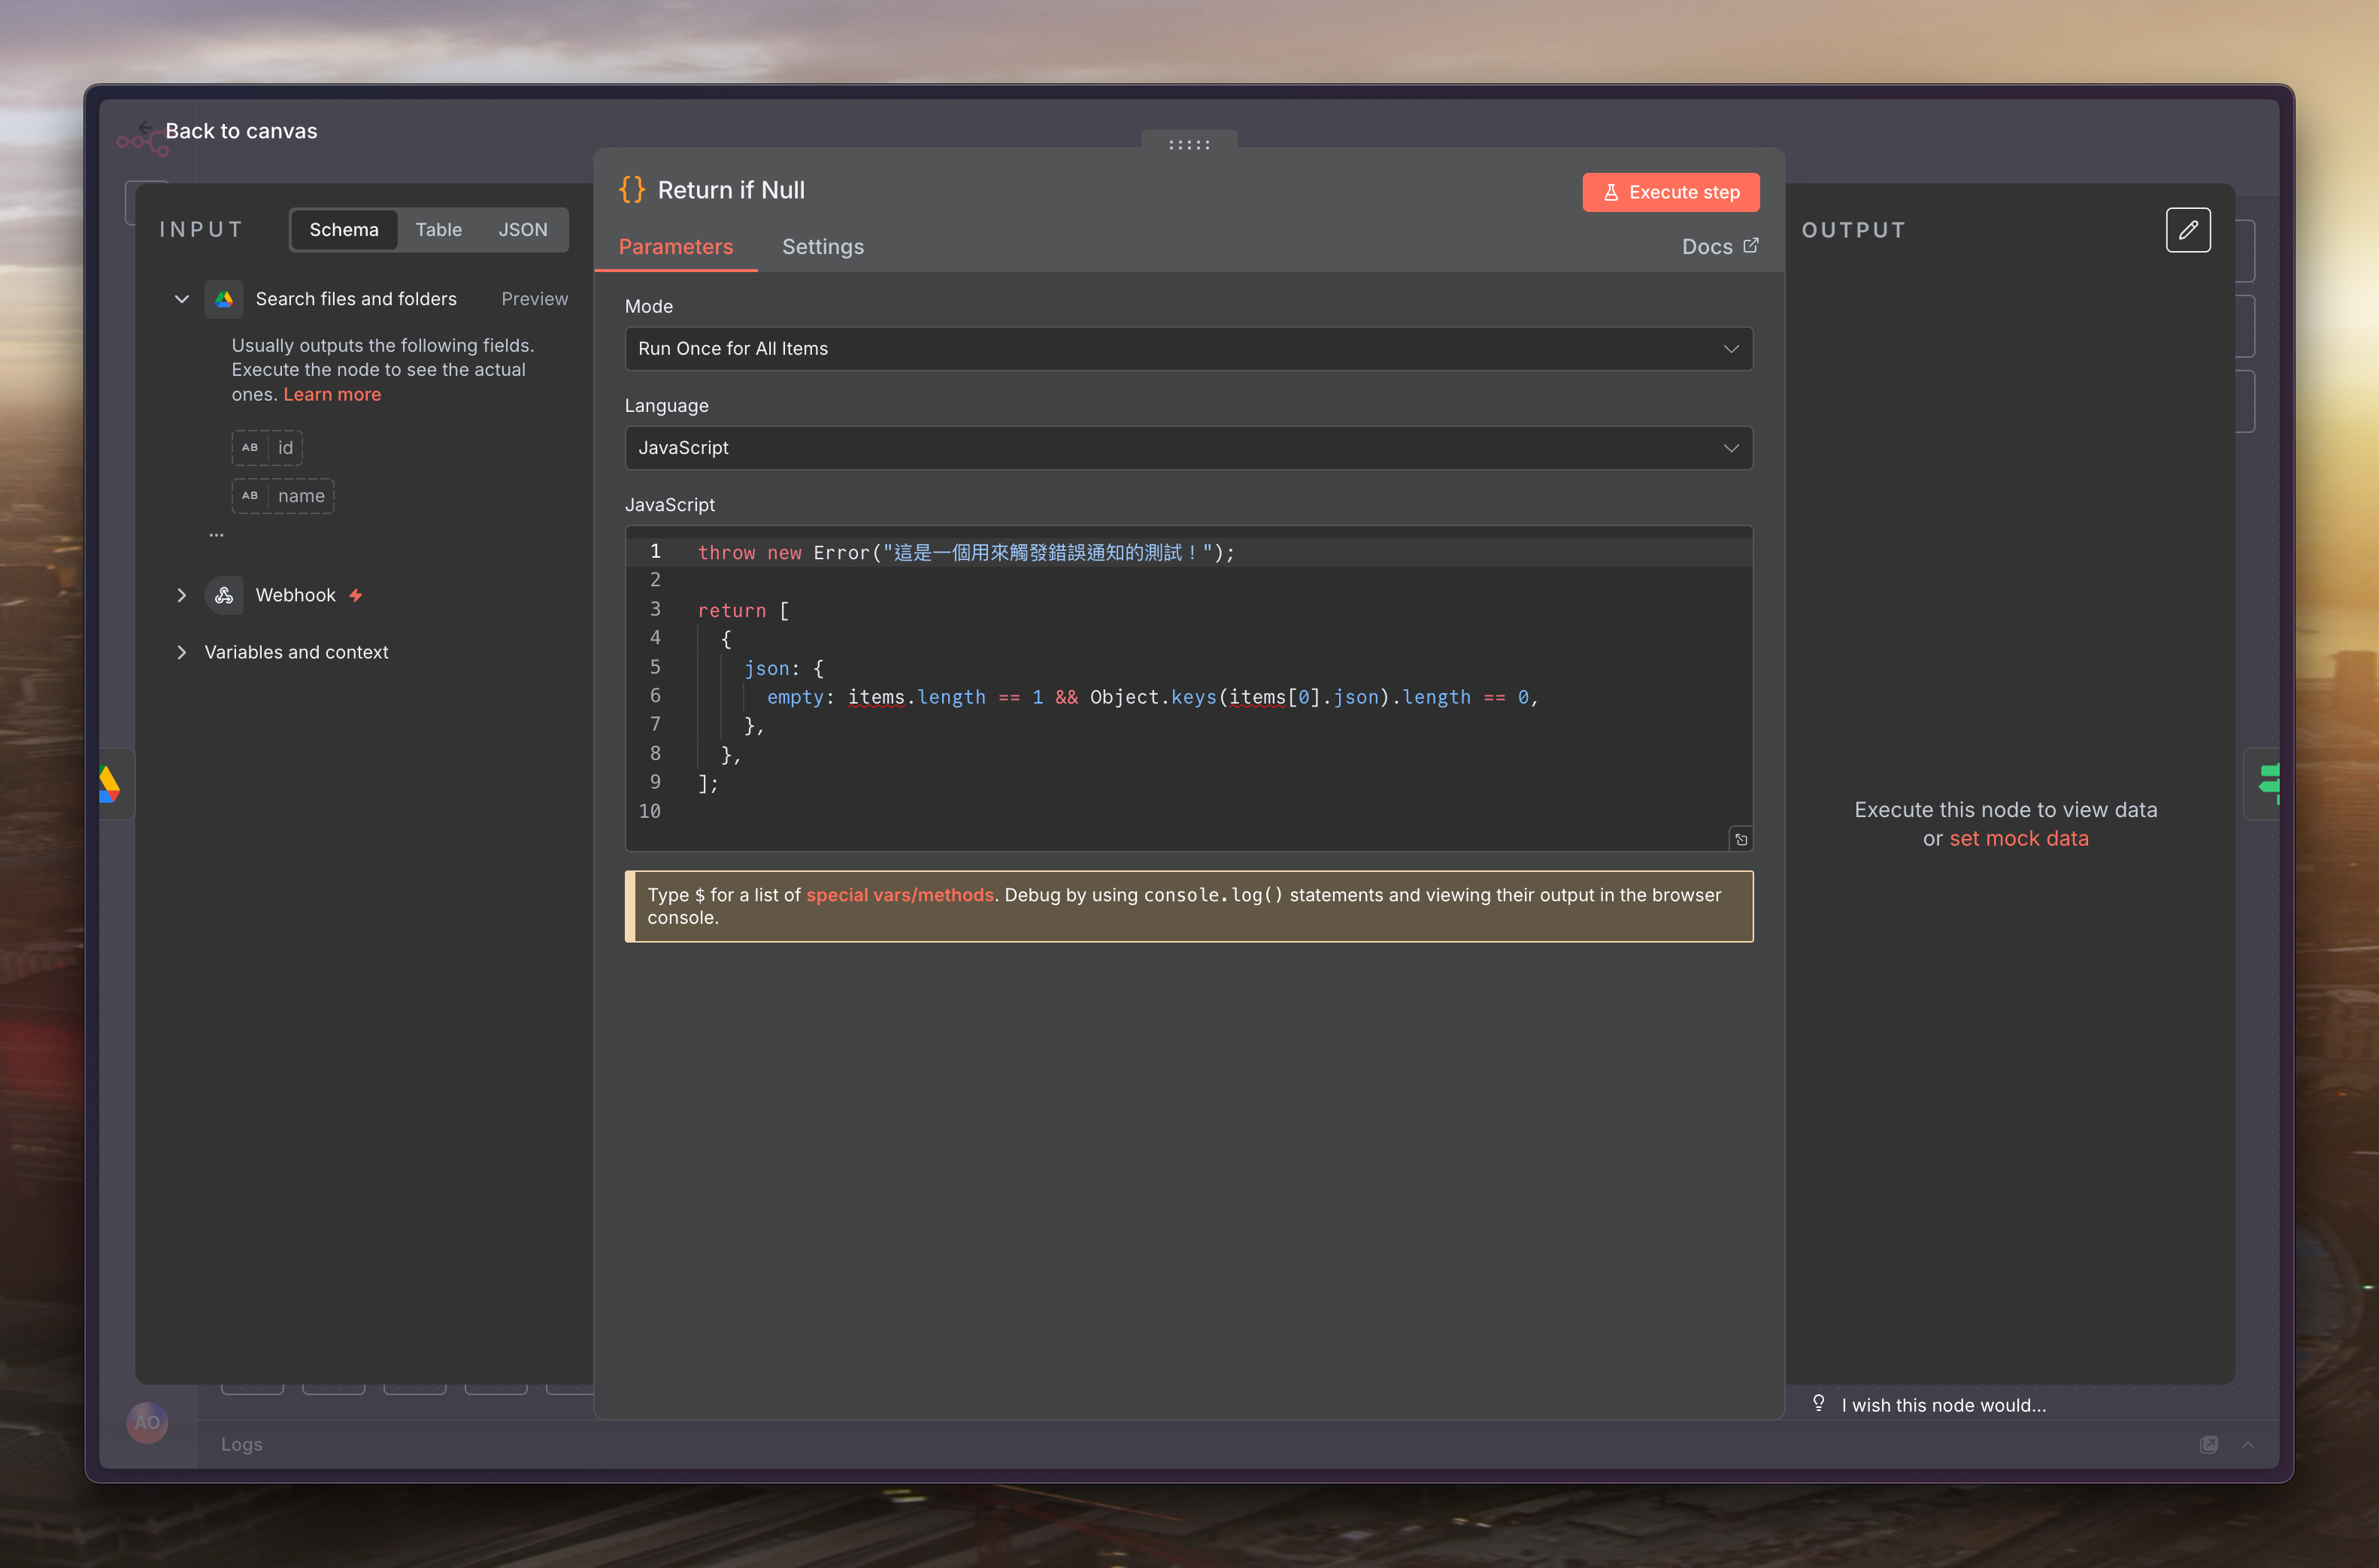 Back to canvas
INPUT
Schema
Table
JSON
Search files and folders
Preview
Usually outputs the following fields.
Execute the node to see the actual
ones. Learn more
AB id
AB name
...
Webhook
Variables and context
{} Return if Null
Execute step
Parameters
Settings
Docs
Mode
Run Once for All Items
Language
JavaScript
JavaScript
1 throw new Error("這是一個用來觸發錯誤通知的測試！");
2
3 return [
4 {
5 json: {
6 empty: items.length == 1 && Object.keys(items[0].json).length == 0,
7 },
8 },
9 ];
10
Type $ for a list of special vars/methods. Debug by using console.log() statements and viewing their output in the browser
console.
OUTPUT
Execute this node to view data
or set mock data
I wish this node would...
AO
Logs